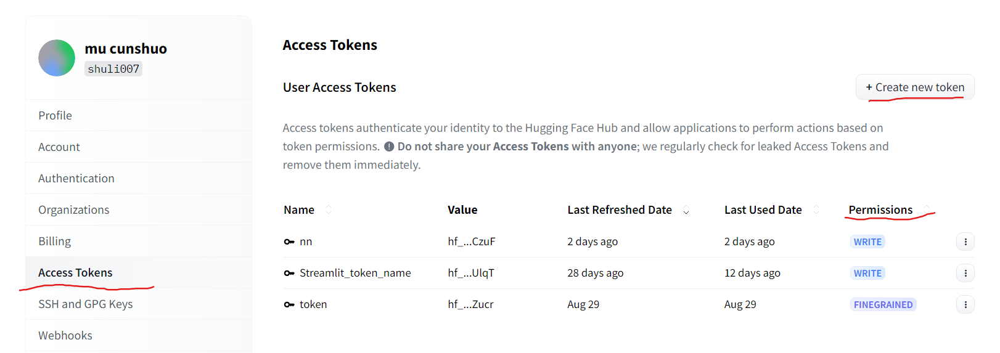 mu cunshuo
shuli007
Profile
Account
Authentication
Organizations
Billing
Access Tokens
SSH and GPG Keys
Webhooks
Access Tokens
User Access Tokens
+ Create new token
Access tokens authenticate your identity to the Hugging Face Hub and allow applications to perform actions based on
token permissions. ! Do not share your Access Tokens with anyone; we regularly check for leaked Access Tokens and
remove them immediately.
Name Value Last Refreshed Date Last Used Date Permissions
nn hf_...CzuF 2 days ago 2 days ago WRITE
Streamlit_token_name hf_...UlqT 28 days ago 12 days ago WRITE
token hf_...Zucr Aug 29 Aug 29 FINEGRAINED